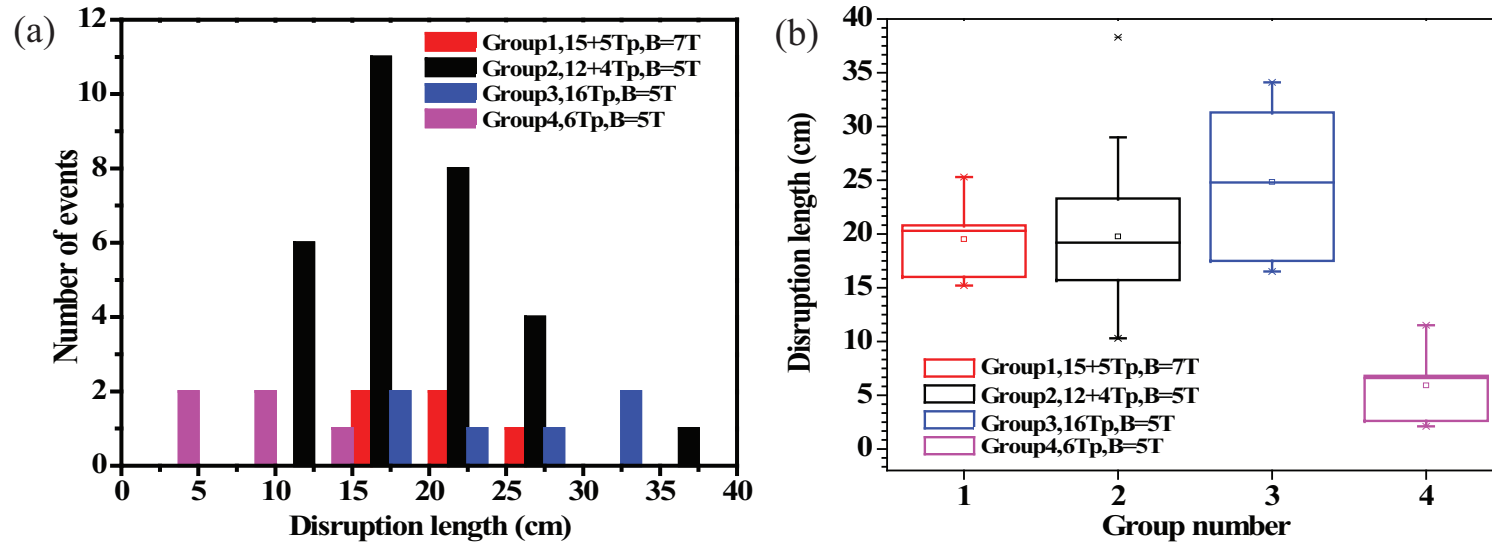 (a)
12
10
8
6
4
2
0
Number of events
Group1,15+5Tp,B=7T
Group2,12+4Tp,B=5T
Group3,16Tp,B=5T
Group4,6Tp,B=5T
0 5 10 15 20 25 30 35 40
Disruption length (cm)
(b)
40
35
30
25
20
15
10
5
0
Disruption length (cm)
Group1,15+5Tp,B=7T
Group2,12+4Tp,B=5T
Group3,16Tp,B=5T
Group4,6Tp,B=5T
1 2 3 4
Group number